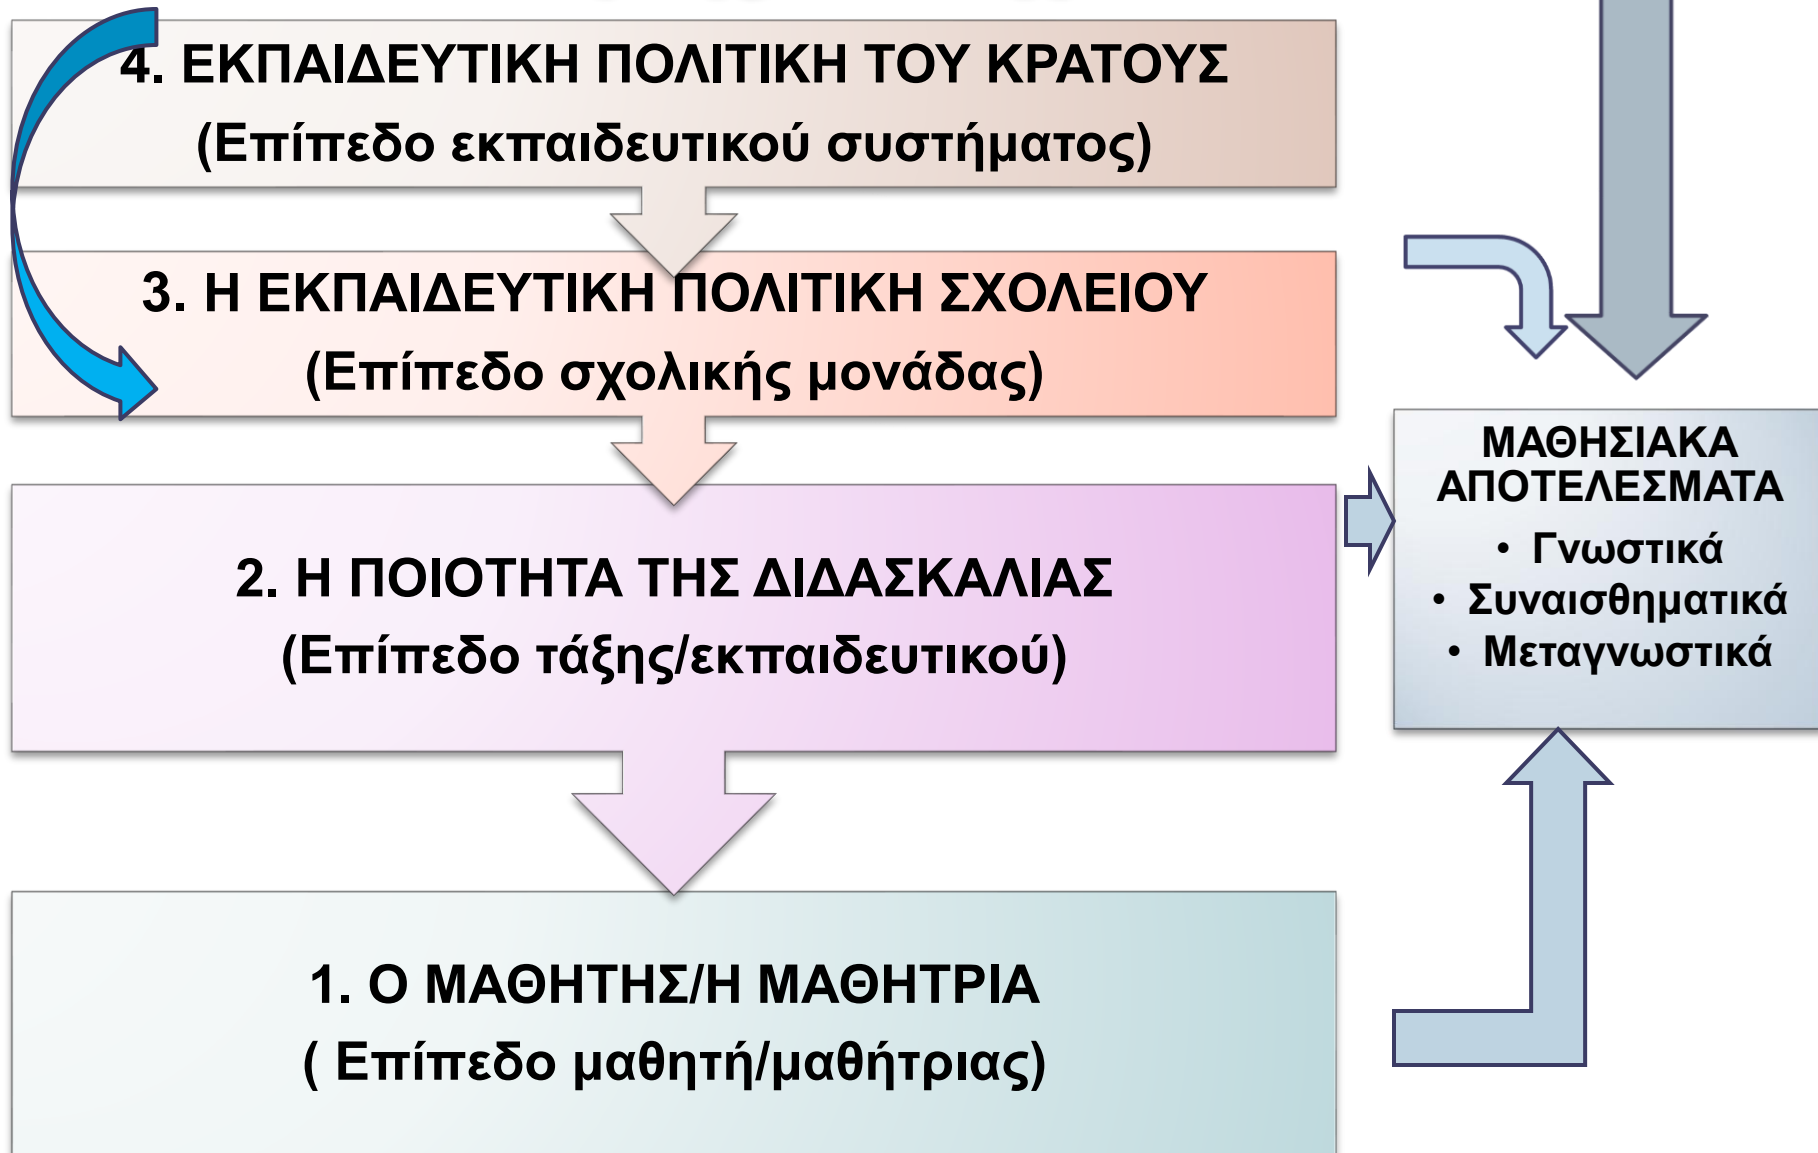 4. ΕΚΠΑΙΔΕΥΤΙΚΗ ΠΟΛΙΤΙΚΗ ΤΟΥ ΚΡΑΤΟΥΣ
(Επίπεδο εκπαιδευτικού συστήματος)
3. Η ΕΚΠΑΙΔΕΥΤΙΚΗ ΠΟΛΙΤΙΚΗ ΣΧΟΛΕΙΟΥ
(Επίπεδο σχολικής μονάδας)
2. Η ΠΟΙΟΤΗΤΑ ΤΗΣ ΔΙΔΑΣΚΑΛΙΑΣ
(Επίπεδο τάξης/εκπαιδευτικού)
1. Ο ΜΑΘΗΤΗΣ/Η ΜΑΘΗΤΡΙΑ
( Επίπεδο μαθητή/μαθήτριας)
ΜΑΘΗΣΙΑΚΑ
ΑΠΟΤΕΛΕΣΜΑΤΑ
• Γνωστικά
• Συναισθηματικά
• Μεταγνωστικά